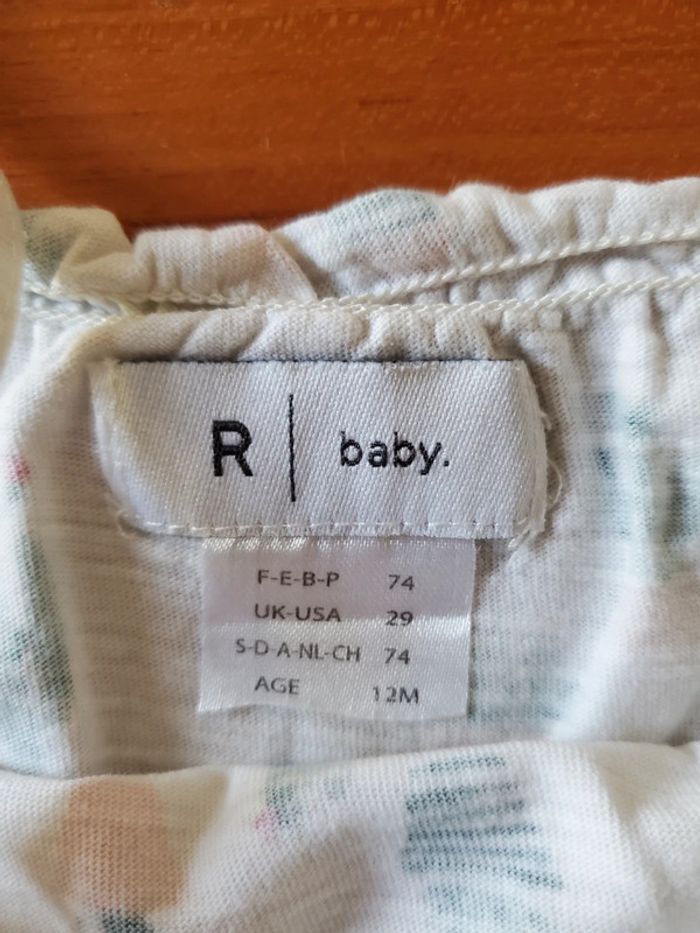 R | baby.
F-E-B-P 74
UK-USA 29
S-D-A-NL-CH 74
AGE 12M